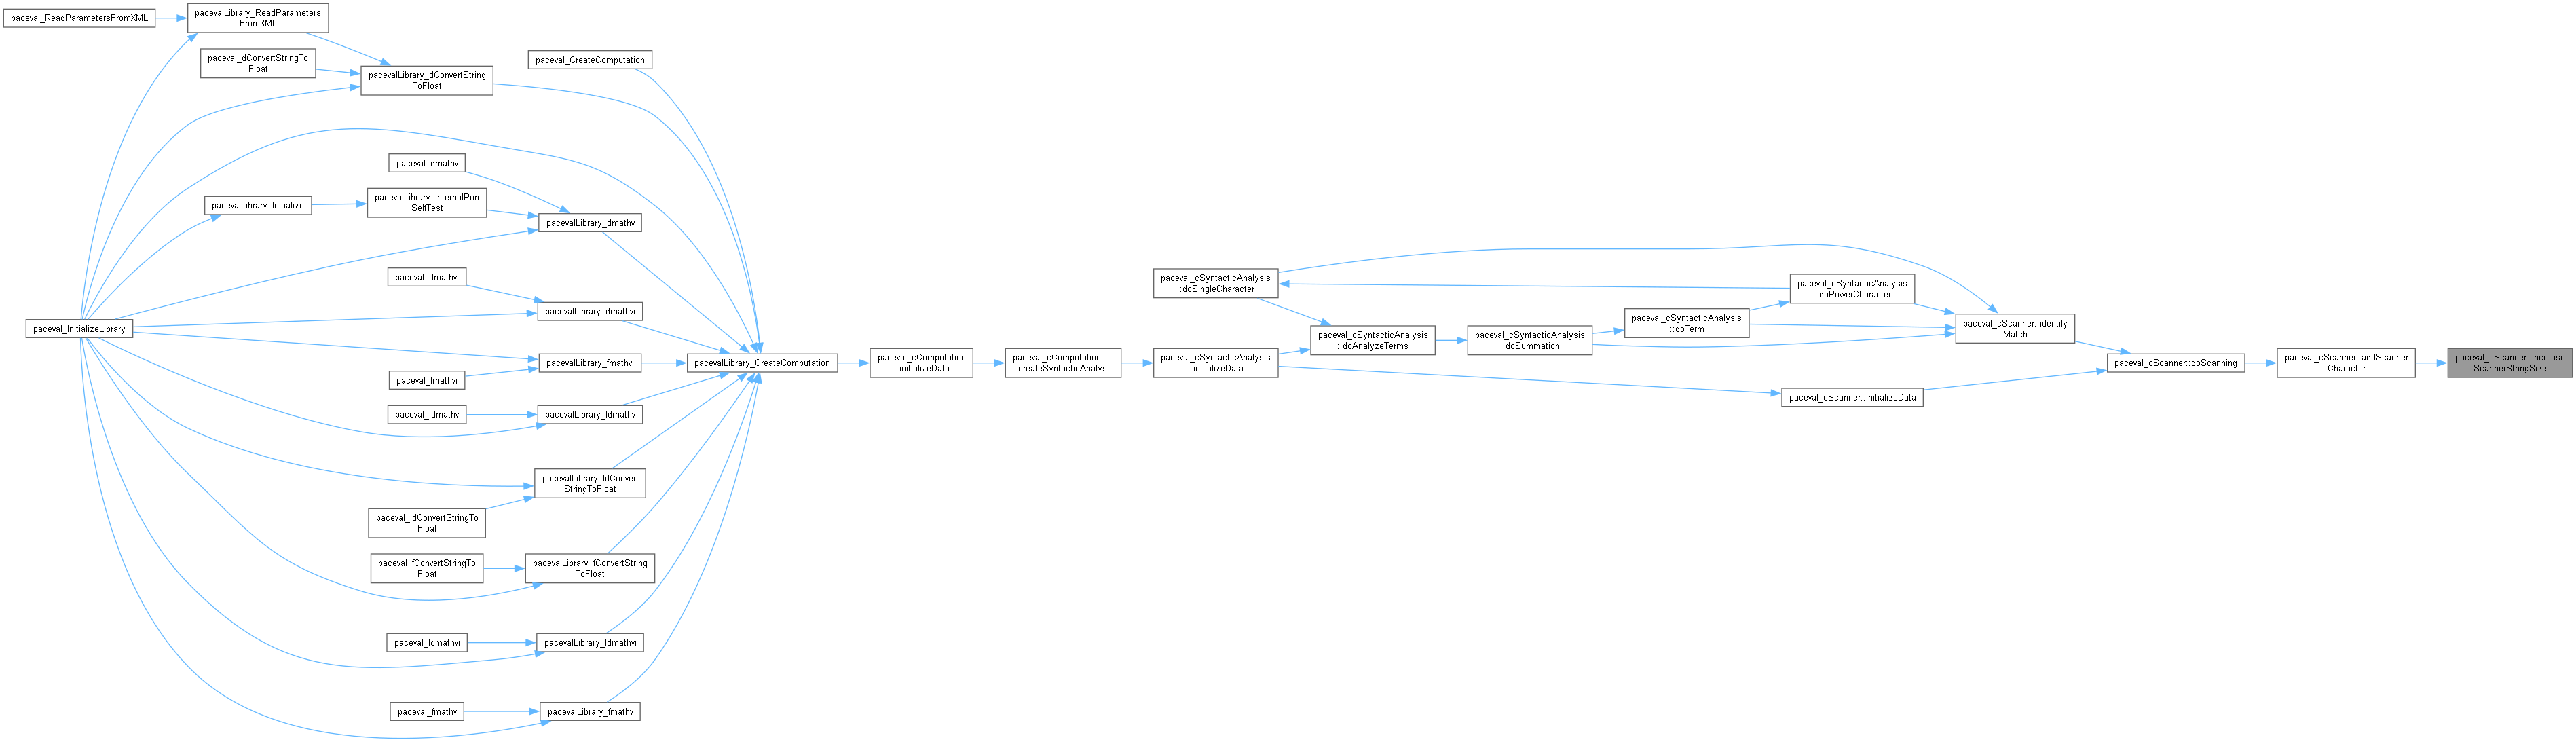 paceval_ReadParametersFromXML
pacevalLibrary_ReadParameters
FromXML
paceval_dConvertStringTo
Float
pacevalLibrary_dConvertString
ToFloat
paceval_CreateComputation
paceval_dmathv
pacevalLibrary_Initialize
pacevalLibrary_InternalRun
SelfTest
pacevalLibrary_dmathv
paceval_dmathvi
pacevalLibrary_dmathvi
paceval_InitializeLibrary
pacevalLibrary_fmathvi
paceval_fmathvi
pacevalLibrary_CreateComputation
paceval_cComputation
::initializeData
paceval_cComputation
::createSyntacticAnalysis
paceval_cSyntacticAnalysis
::initializeData
paceval_cSyntacticAnalysis
::doSingleCharacter
paceval_cSyntacticAnalysis
::doAnalyzeTerms
paceval_cSyntacticAnalysis
::doSummation
paceval_cSyntacticAnalysis
::doTerm
paceval_cSyntacticAnalysis
::doPowerCharacter
paceval_cScanner::identify
Match
paceval_cScanner::initializeData
paceval_cScanner::doScanning
paceval_cScanner::addScanner
Character
paceval_cScanner::increase
ScannerStringSize
paceval_ldmathv
pacevalLibrary_ldmathv
pacevalLibrary_ldConvert
StringToFloat
paceval_ldConvertStringTo
Float
paceval_fConvertStringTo
Float
pacevalLibrary_fConvertString
ToFloat
paceval_ldmathvi
pacevalLibrary_ldmathvi
paceval_fmathv
pacevalLibrary_fmathv